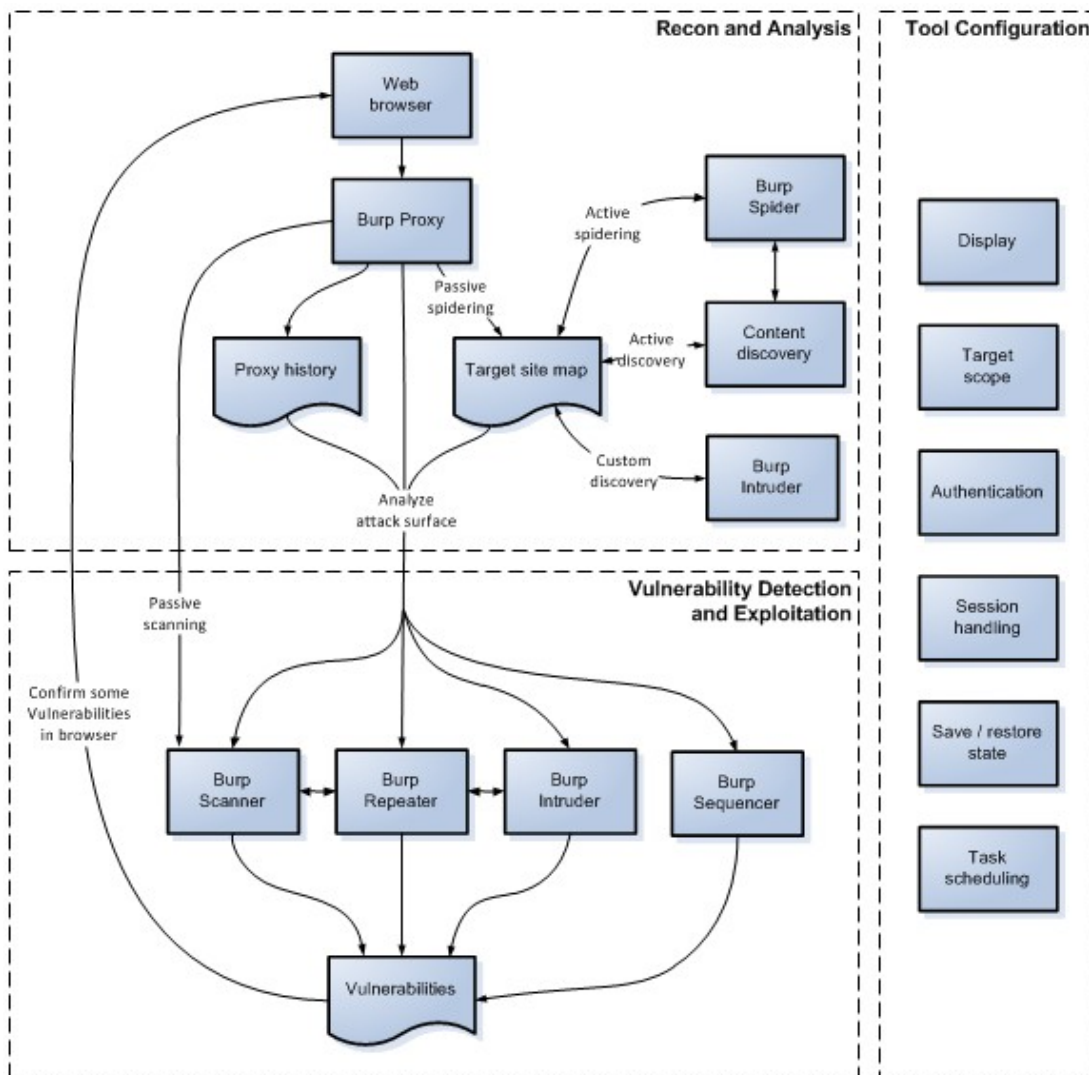 Recon and Analysis
Web
browser
Burp Proxy
Active
spidering
Burp
Spider
Passive
spidering
Proxy history
Target site map
Active
discovery
Content
discovery
Custom
discovery
Burp
Intruder
Analyze
attack surface
Vulnerability Detection
and Exploitation
Passive
scanning
Confirm some
Vulnerabilities
in browser
Burp
Scanner
Burp
Repeater
Burp
Intruder
Burp
Sequencer
Vulnerabilities
Tool Configuration
Display
Target
scope
Authentication
Session
handling
Save / restore
state
Task
scheduling